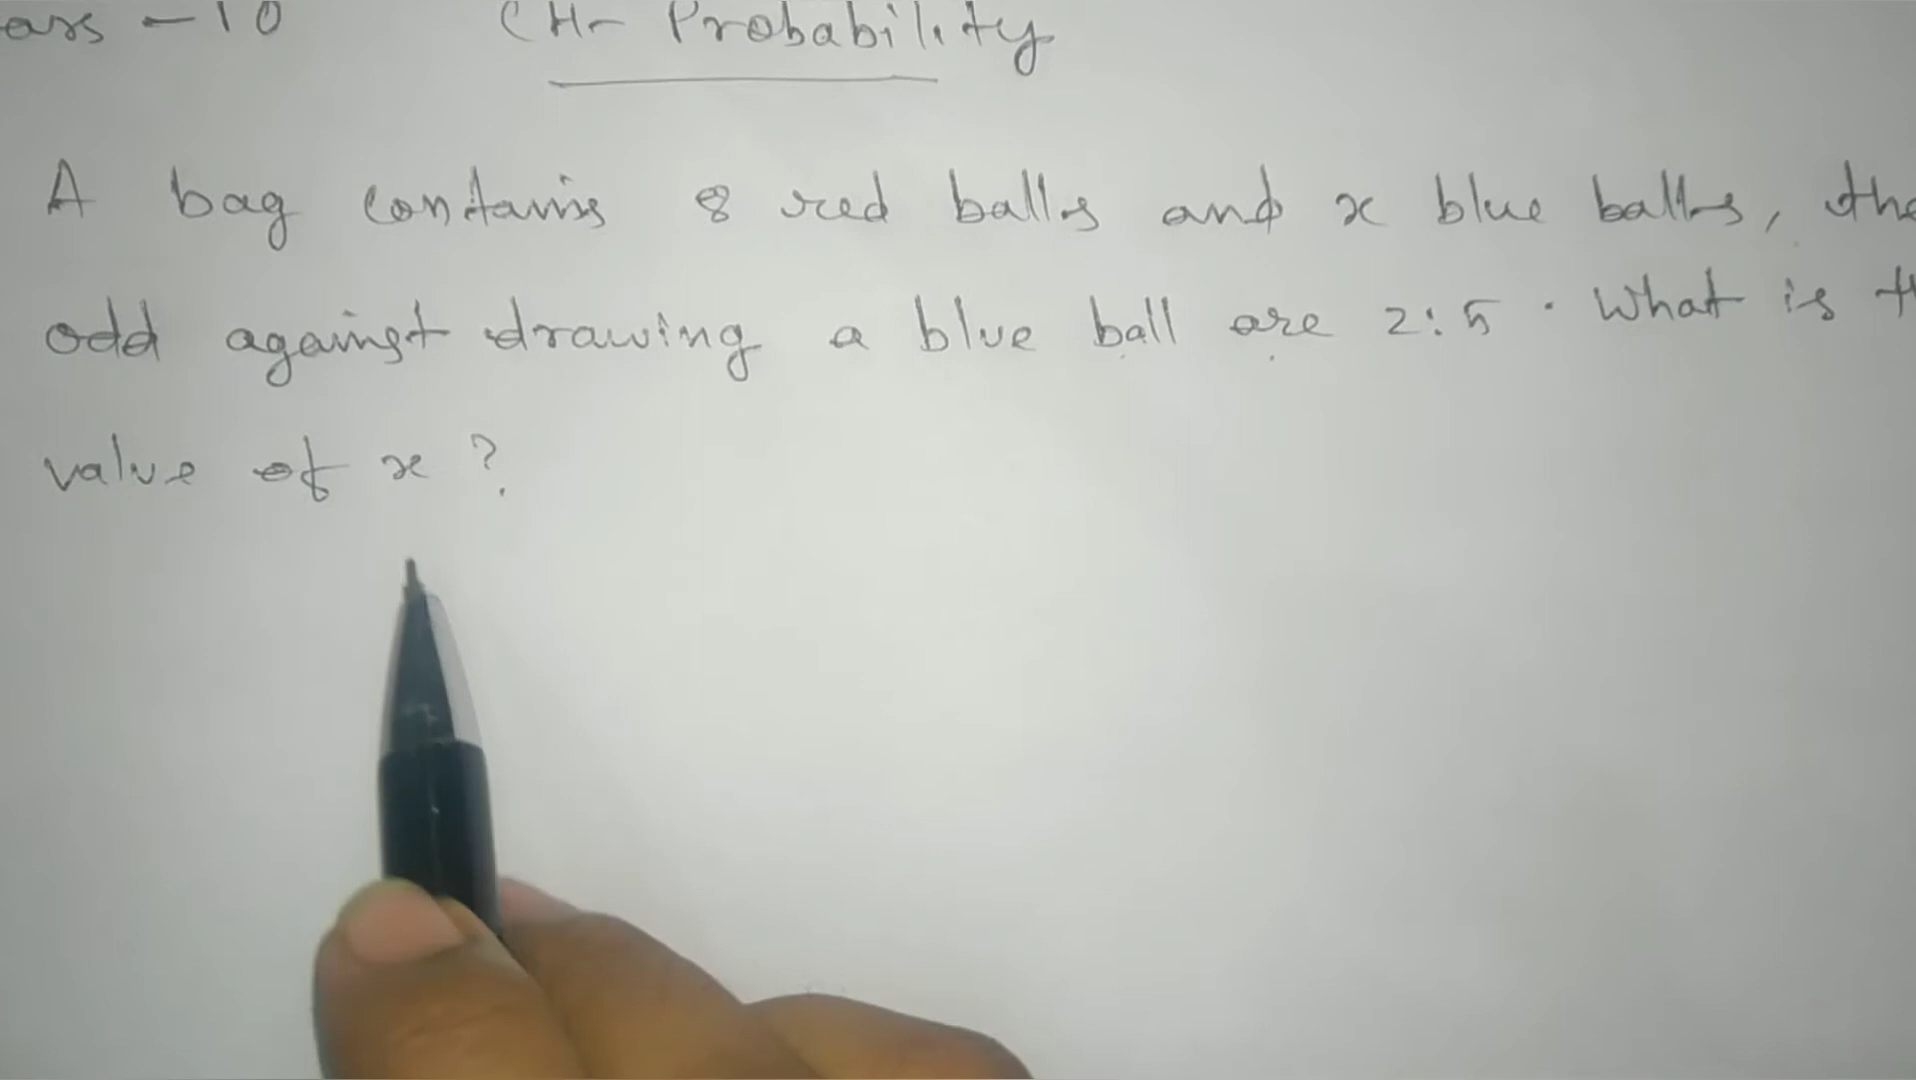 - 10 CH- Probability
A bag contains 8 red balls and x blue balls, the
odd against drawing a blue ball are 2:5. What is
value of x?